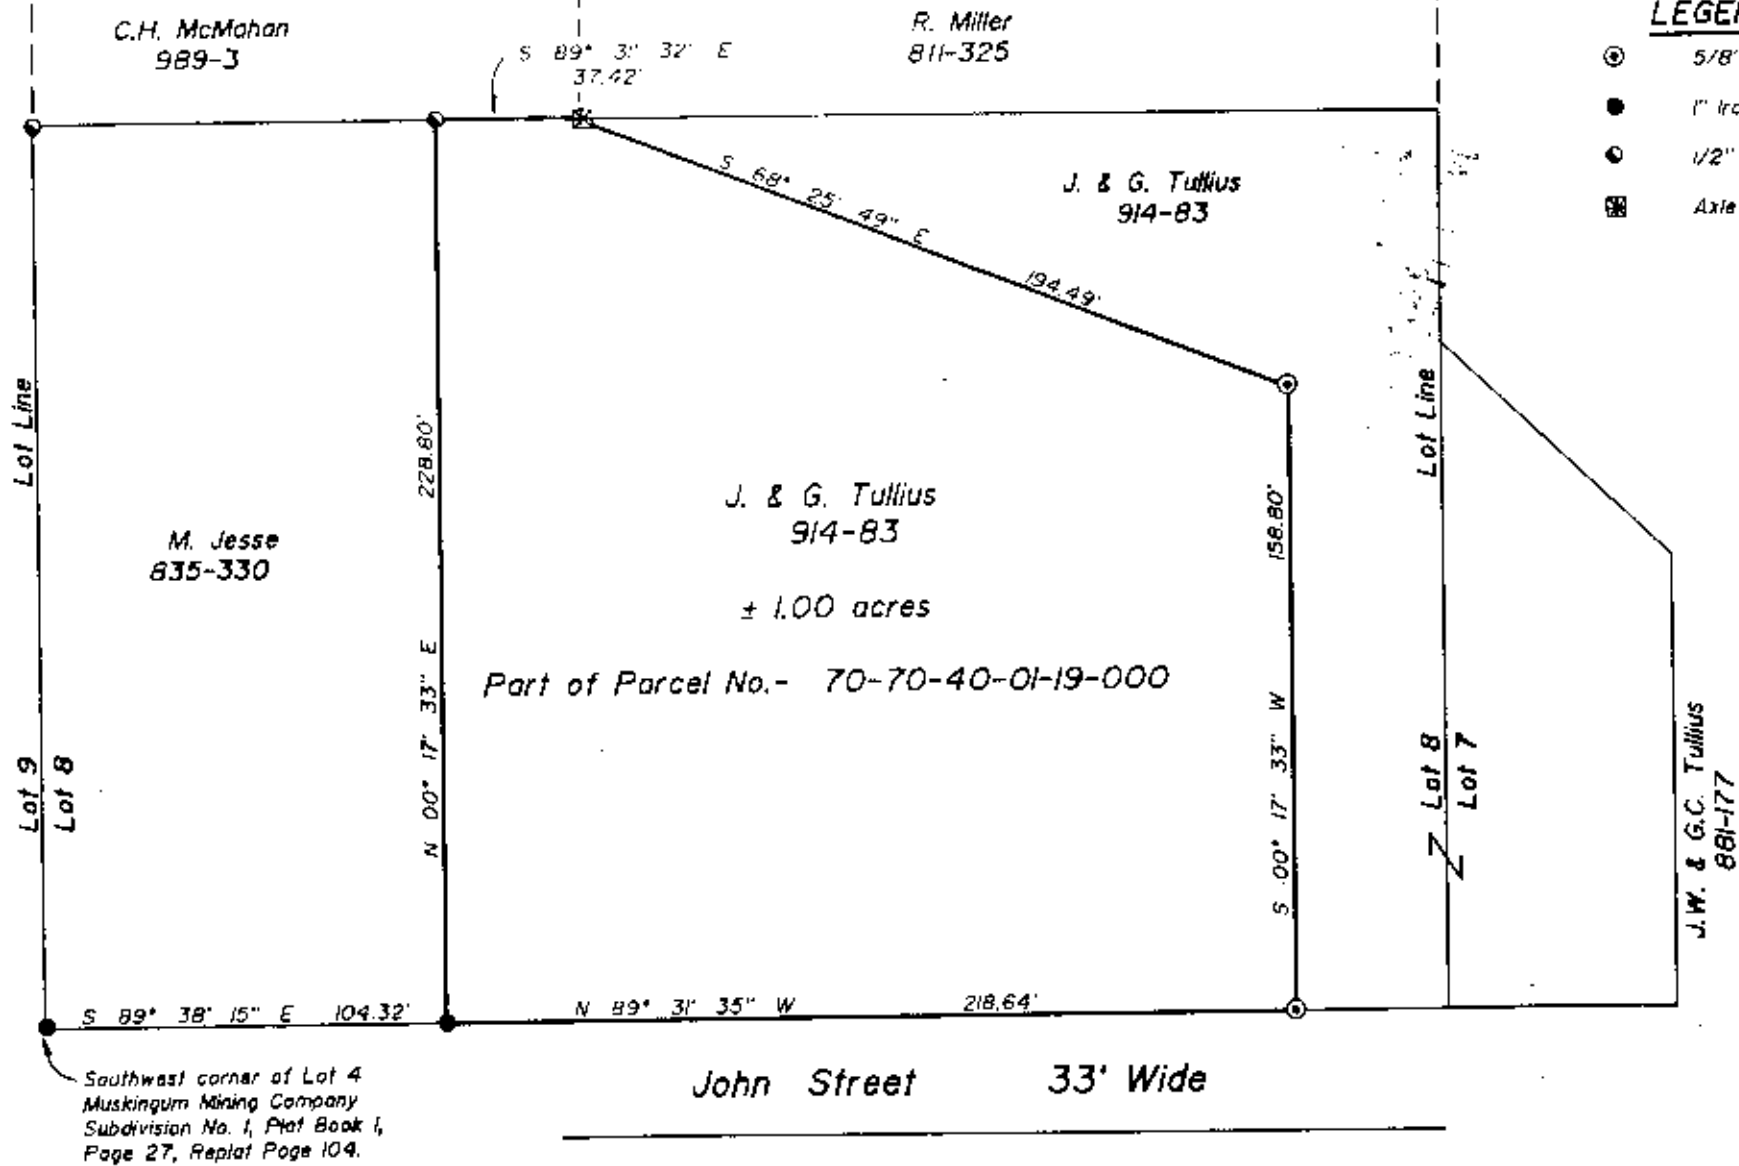 C.H. McMahan
989-3
S 89° 31' 32" E
37.42'
R. Miller
811-325
5/8"
1"
1/2"
Axle
S 68° 25' 49" E
194.49'
J. & G. Tullius
914-83
Lot Line
228.80'
N 00° 17' 33" E
M. Jesse
835-330
J. & G. Tullius
914-83
± 1.00 acres
Part of Parcel No.- 70-70-40-01-19-000
158.80'
S 00° 17' 33" W
Lot Line
Lot 9
Lot 8
Lot 8
Lot 7
J.W. & G.C. Tullius
881-177
S 89° 38' 15" E 104.32'
N 89° 31' 35" W 218.64'
Southwest corner of Lot 4
Muskingum Mining Company
Subdivision No. 1, Plat Book 1,
Page 27, Replat Page 104.
John Street 33' Wide